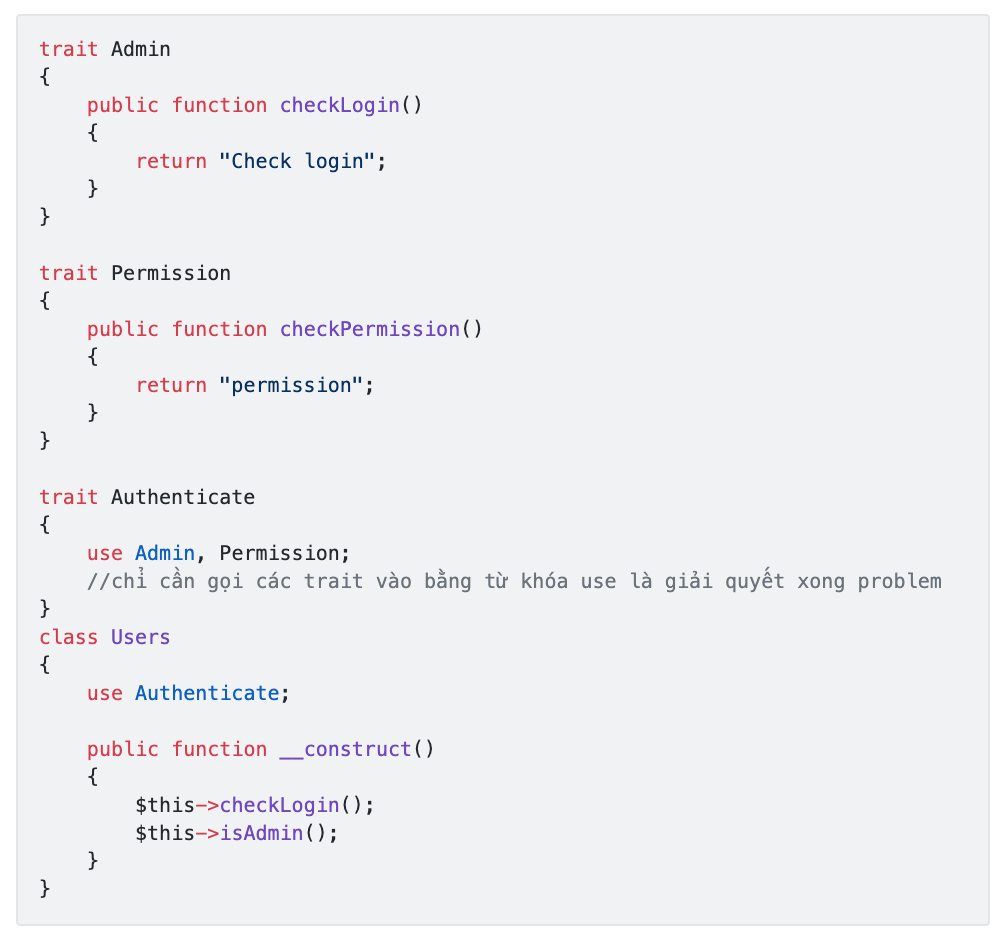 trait Admin
{
    public function checkLogin()
    {
        return "Check login";
    }
}

trait Permission
{
    public function checkPermission()
    {
        return "permission";
    }
}

trait Authenticate
{
    use Admin, Permission;
    //chỉ cần gọi các trait vào bằng từ khóa use là giải quyết xong problem
}
class Users
{
    use Authenticate;

    public function __construct()
    {
        $this->checkLogin();
        $this->isAdmin();
    }
}